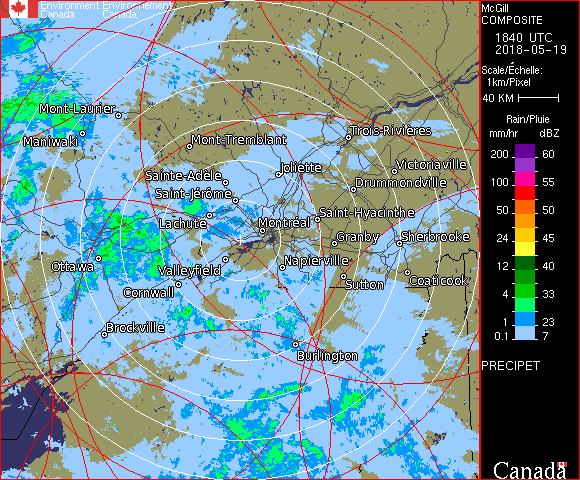 Environment Environnement
Canada Canada
McGill
COMPOSITE
1840 UTC
2018-05-19
Scale/Échelle:
1km/Pixel
40 KM
Rain/Pluie
mm/hr dBZ
200 60
100 55
50 50
24 45
12 40
4 33
1 23
0.1 7
PRECIPET
Canada
Mont-Laurier
Maniwaki
Mont-Tremblant
Trois-Rivières
Joliette
Victoriaville
Sainte-Adèle
Drummondville
Saint-Jérôme
Saint-Hyacinthe
Lachute
Montréal
Granby
Sherbrooke
Ottawa
Valleyfield
Napierville
Sutton
Coaticook
Cornwall
Brockville
Burlington